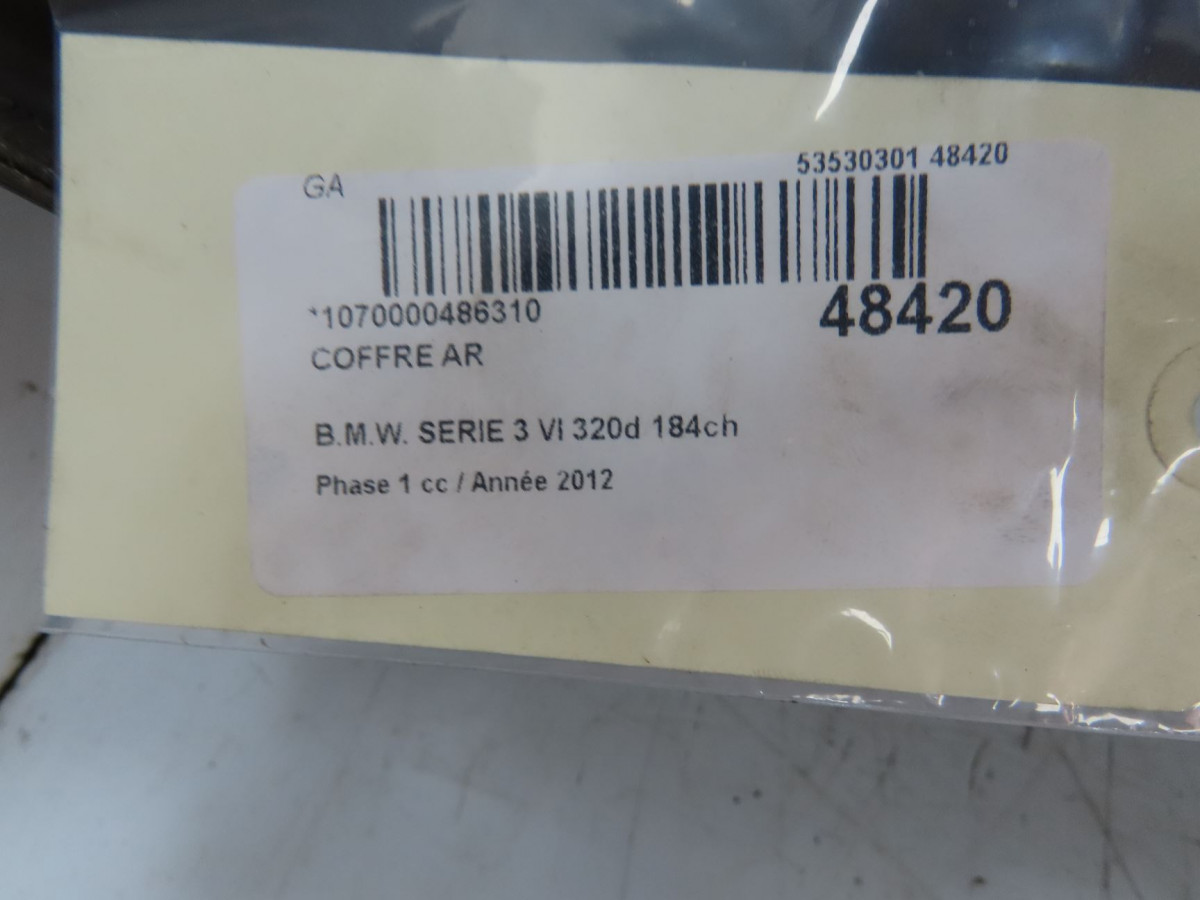 GA 53530301 48420
*1070000486310 48420
COFFRE AR
B.M.W. SERIE 3 VI 320d 184ch
Phase 1 cc / Année 2012